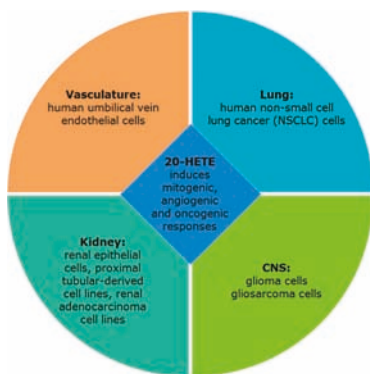 Vasculature:
human umbilical vein
endothelial cells
Lung:
human non-small cell
lung cancer (NSCLC) cells
20-HETE
induces
mitogenic,
angiogenic
and oncogenic
responses
Kidney:
renal epithelial
cells, proximal
tubular-derived
cell lines, renal
adenocarcinoma
cell lines
CNS:
glioma cells
gliosarcoma cells